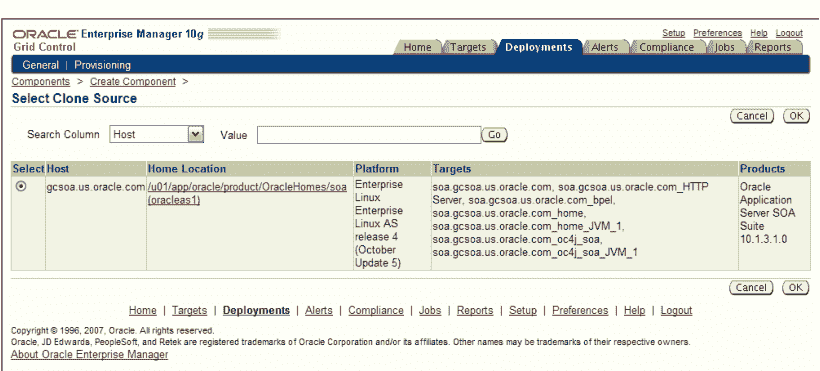 ORACLE Enterprise Manager 10g
Grid Control
Setup Preferences Help Logout
Home Targets Deployments Alerts Compliance Jobs Reports
General | Provisioning
Components > Create Component >
Select Clone Source
Cancel OK
Search Column Host Value Go
Select Host Home Location Platform Targets Products
gcsoa.us.oracle.com /u01/app/oracle/product/OracleHomes/soa
(oracleas1)
Enterprise
Linux
Enterprise
Linux AS
release 4
(October
Update 5)
soa.gcsoa.us.oracle.com, soa.gcsoa.us.oracle.com_HTTP
Server, soa.gcsoa.us.oracle.com_bpel,
soa.gcsoa.us.oracle.com_home,
soa.gcsoa.us.oracle.com_home_JVM_1,
soa.gcsoa.us.oracle.com_oc4j_soa,
soa.gcsoa.us.oracle.com_oc4j_soa_JVM_1
Oracle
Application
Server SOA
Suite
10.1.3.1.0
Cancel OK
Home | Targets | Deployments | Alerts | Compliance | Jobs | Reports | Setup | Preferences | Help | Logout
Copyright © 1996, 2007, Oracle. All rights reserved.
Oracle, JD Edwards, PeopleSoft, and Retek are registered trademarks of Oracle Corporation and/or its affiliates. Other names may be trademarks of their respective owners.
About Oracle Enterprise Manager